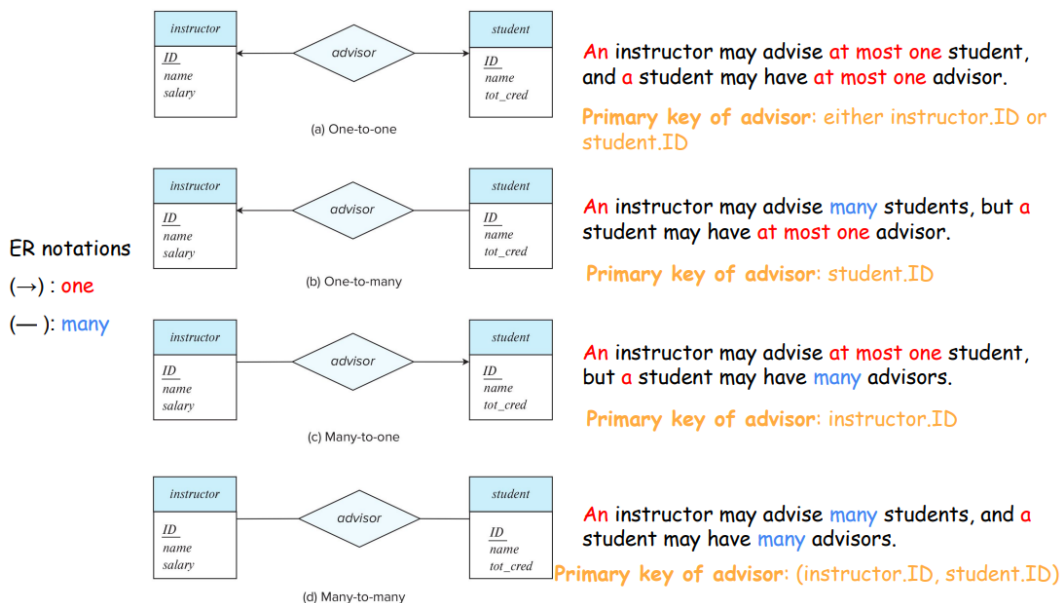 instructor
ID
name
salary
advisor
student
ID
name
tot_cred
(a) One-to-one
An instructor may advise at most one student,
and a student may have at most one advisor.
Primary key of advisor: either instructor.ID or
student.ID
instructor
ID
name
salary
advisor
student
ID
name
tot_cred
(b) One-to-many
An instructor may advise many students, but a
student may have at most one advisor.
Primary key of advisor: student.ID
ER notations
(→) : one
(— ): many
instructor
ID
name
salary
advisor
student
ID
name
tot_cred
(c) Many-to-one
An instructor may advise at most one student,
but a student may have many advisors.
Primary key of advisor: instructor.ID
instructor
ID
name
salary
advisor
student
ID
name
tot_cred
(d) Many-to-many
An instructor may advise many students, and a
student may have many advisors.
Primary key of advisor: (instructor.ID, student.ID)